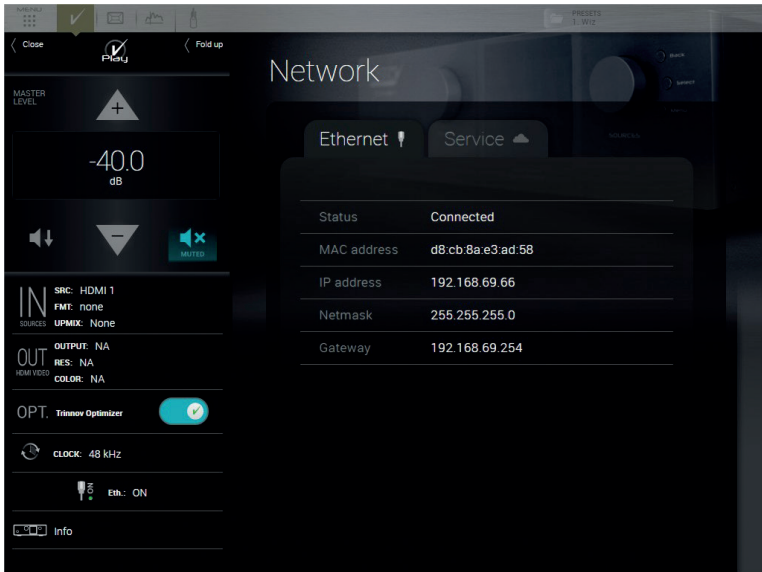 MENU
PRESETS
1. Wiz
Close
Play
Fold up
MASTER
LEVEL
+
-40.0
dB
−
MUTED
IN
SOURCES
SRC: HDMI 1
FMT: none
UPMIX: None
OUT
HDMI VIDEO
OUTPUT: NA
RES: NA
COLOR: NA
OPT. Trinnov Optimizer
CLOCK: 48 kHz
ON
Eth.: ON
Info
Network
Back
SOURCES
Ethernet
Service
Status Connected
MAC address d8:cb:8a:e3:ad:58
IP address 192.168.69.66
Netmask 255.255.255.0
Gateway 192.168.69.254